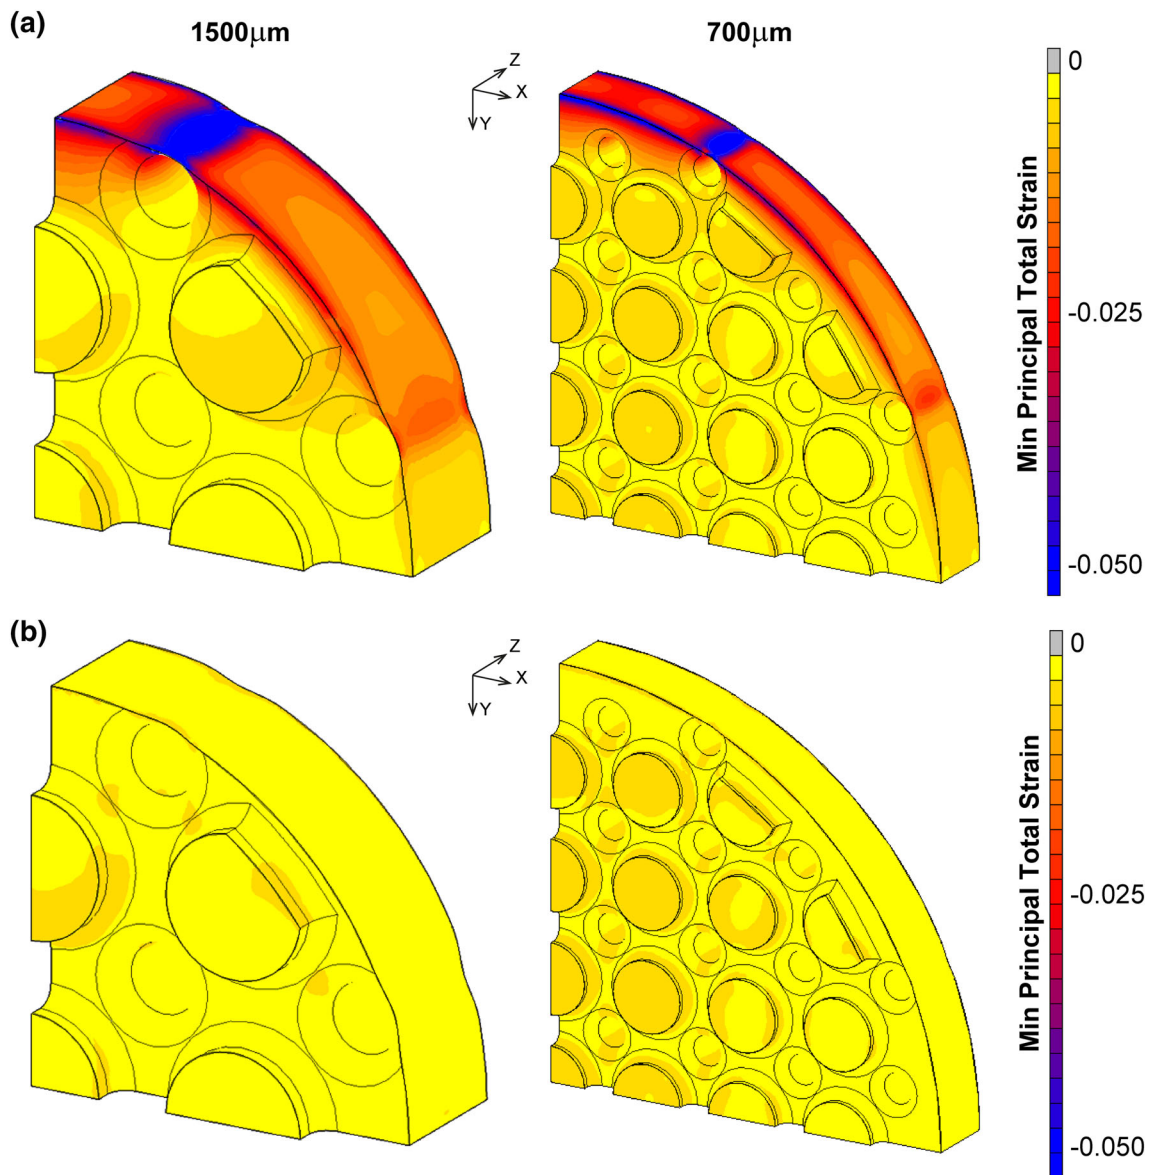 (a)
1500μm
700μm
Z
X
Y
Z
X
Y
0
-0.025
-0.050
Min Principal Total Strain
(b)
Z
X
Y
0
-0.025
-0.050
Min Principal Total Strain